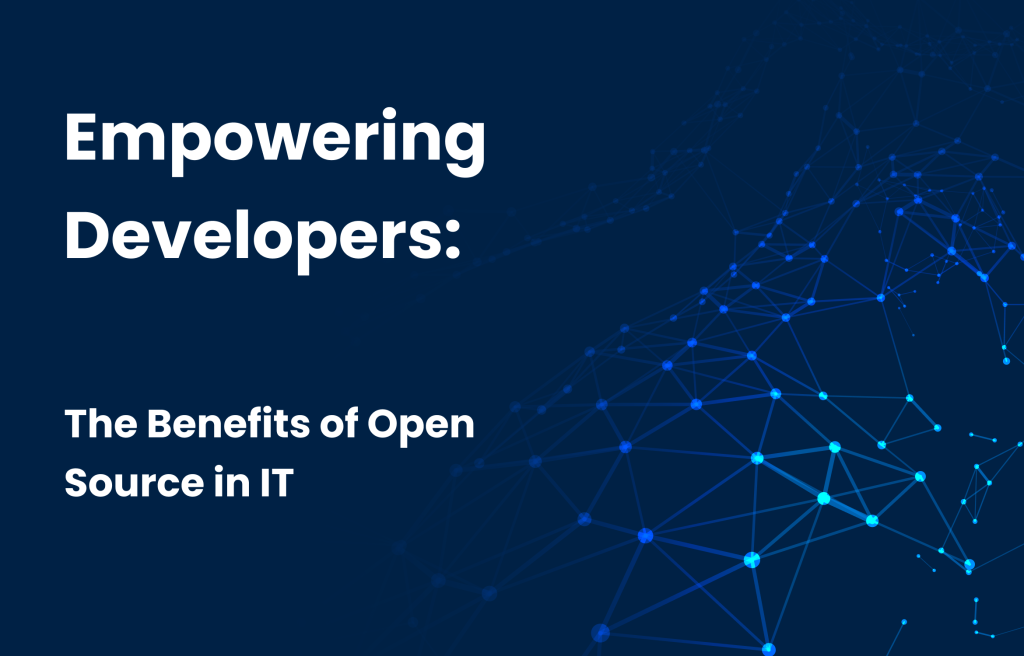 Empowering
Developers:
The Benefits of Open
Source in IT